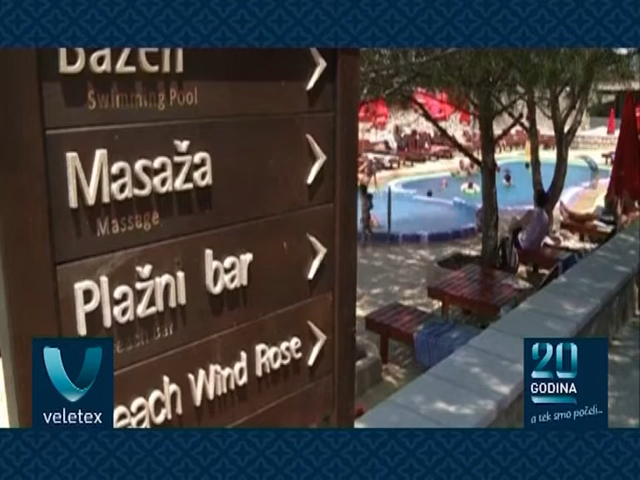 Bazen
Swimming Pool
Masaža
Massage
Plažni bar
each Bar
each Wind Rose
veletex
20
GODINA
a tek smo počeli...